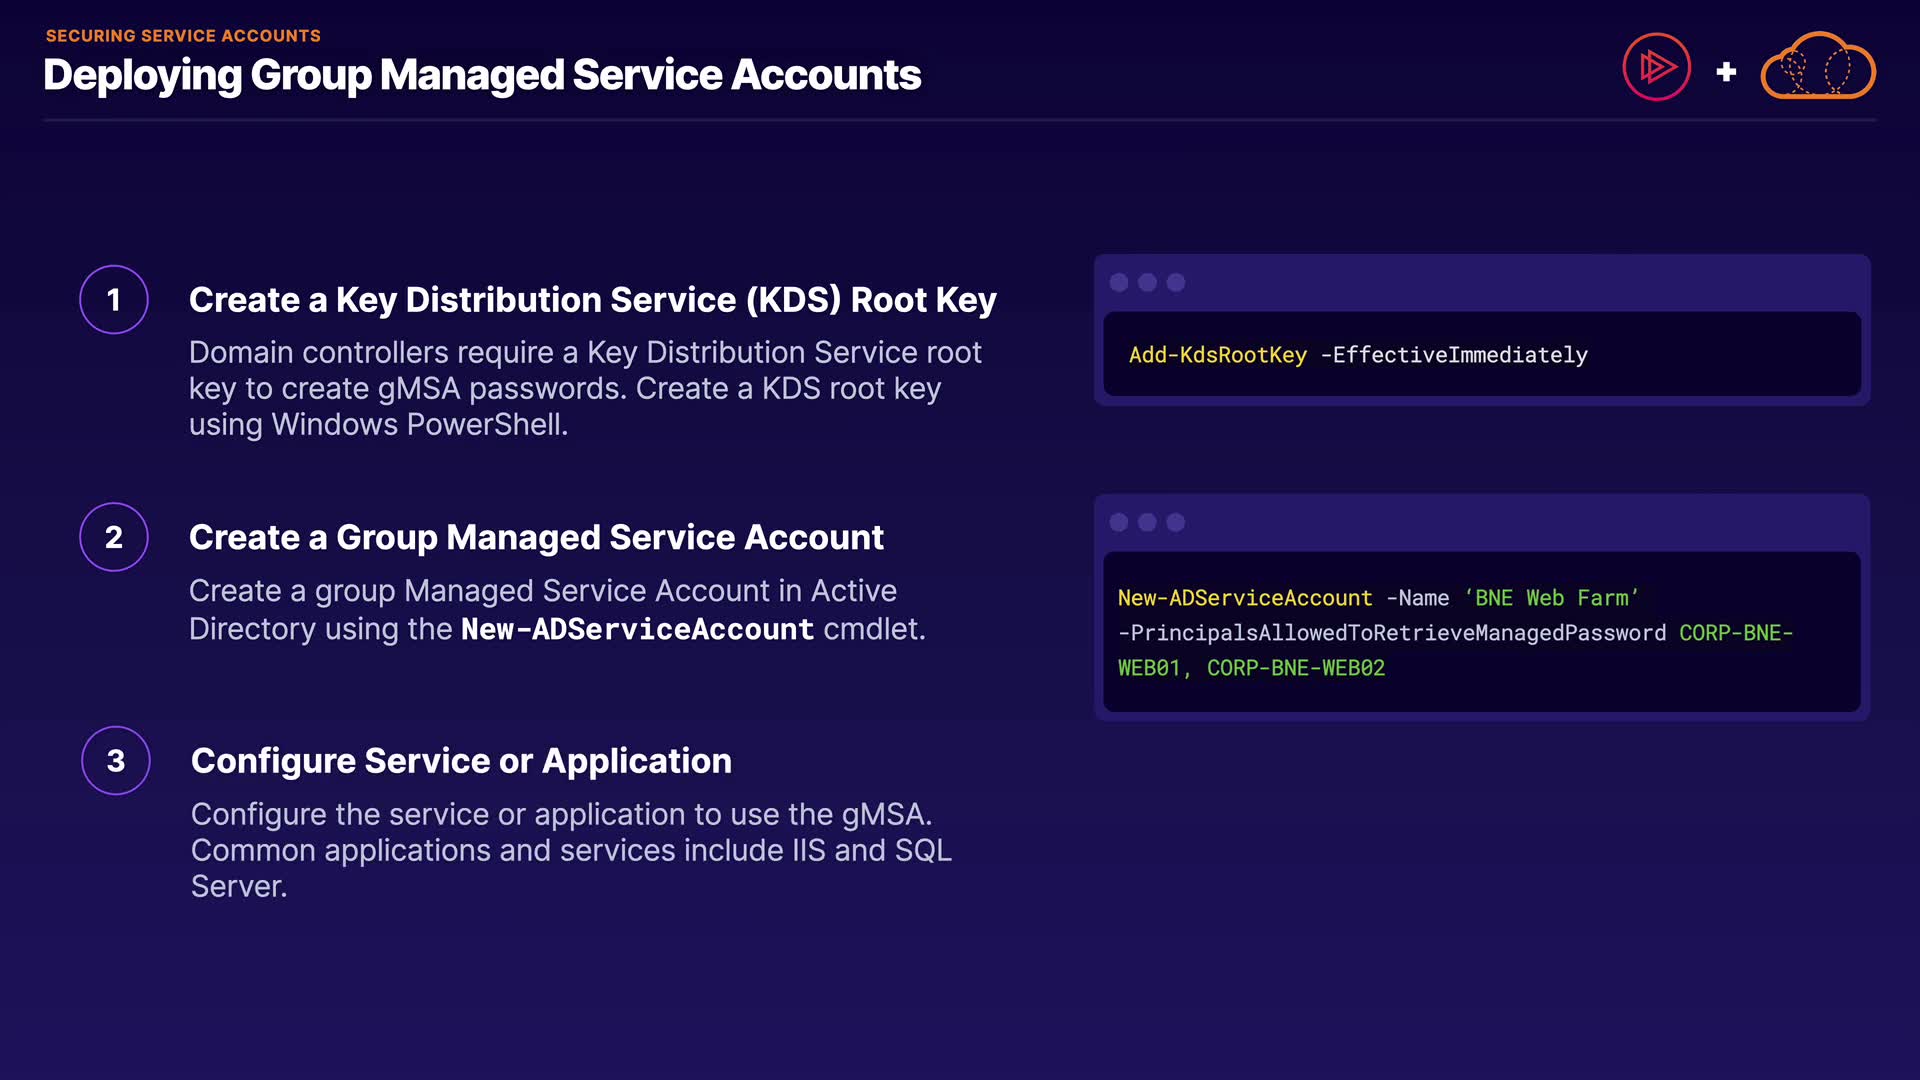 SECURING SERVICE ACCOUNTS
Deploying Group Managed Service Accounts
+
1
Create a Key Distribution Service (KDS) Root Key
Domain controllers require a Key Distribution Service root
key to create gMSA passwords. Create a KDS root key
using Windows PowerShell.
Add-KdsRootKey -EffectiveImmediately
2
Create a Group Managed Service Account
Create a group Managed Service Account in Active
Directory using the New-ADServiceAccount cmdlet.
New-ADServiceAccount -Name ‘BNE Web Farm’
-PrincipalsAllowedToRetrieveManagedPassword CORP-BNE-
WEB01, CORP-BNE-WEB02
3
Configure Service or Application
Configure the service or application to use the gMSA.
Common applications and services include IIS and SQL
Server.